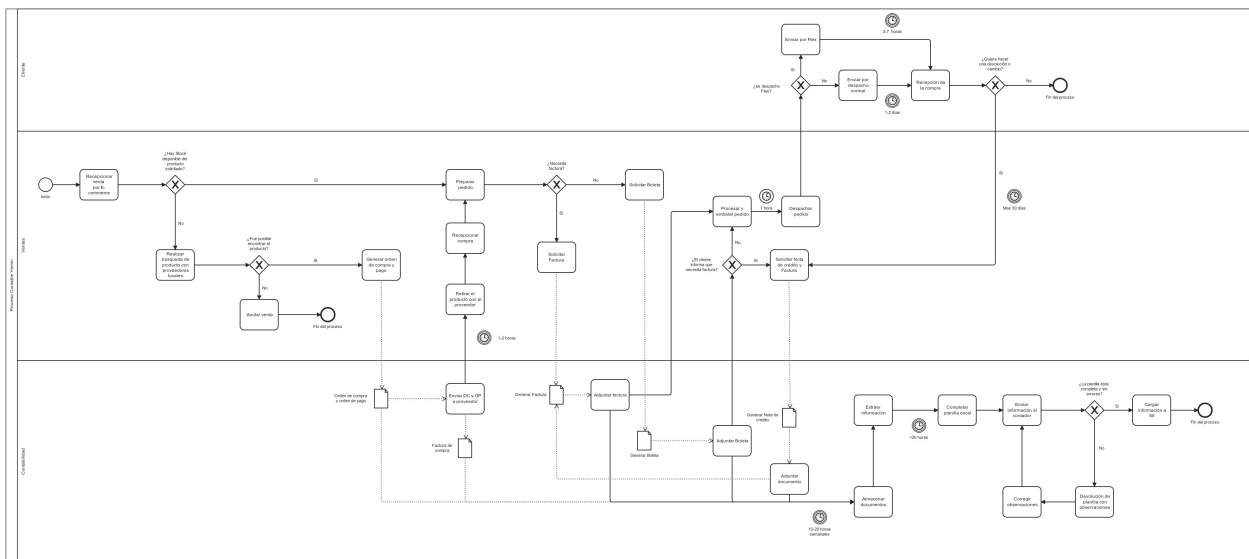 Proceso Contable Yemin
Cliente
Enviar por Flex
3-7 horas
¿es despacho
Flex?
Si
No
Enviar por
despacho
normal
1-2 días
Recepción de
la compra
¿Quiere hacer
una devolución o
cambio?
No
Fin del proceso
Ventas
Inicio
Recepcionar
venta
por E-
commerce
¿Hay Stock
disponible del
producto
solicitado?
Si
No
Preparar
pedido
¿Necesita
factura?
No
Si
Solicitar Boleta
Solicitar
Factura
Realizar
búsqueda de
producto con
proveedores
locales
¿Fue posible
encontrar el
producto?
Si
No
Generar orden
de compra y
pago
Anular venta
Fin del proceso
Recepcionar
compra
Retirar el
producto con el
proveedor
1-2 horas
Procesar y
embalar pedido
1 hora
Despachar
pedido
No
¿El cliente
informa que
necesita factura?
Si
Solicitar Nota
de crédito y
Factura
Si
Max 30 días
Contabilidad
Orden de compra
y orden de pago
Enviar OC y OP
a proveedor
Factura de
compra
Generar Factura
Adjuntar factura
Generar Boleta
Adjuntar Boleta
Generar Nota de
crédito
Adjuntar
documento
10-20 horas
semanales
Almacenar
documentos
Extraer
información
>20 horas
Completar
planilla excel
Enviar
información al
contador
¿La planilla esta
completa y sin
errores?
Si
No
Cargar
información a
SII
Fin del proceso
Corregir
observaciones
Devolución de
planilla con
observaciones